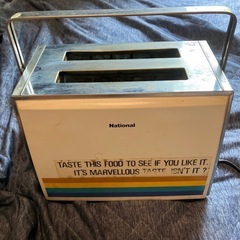 National
TASTE THIS FOOD TO SEE IF YOU LIKE IT.
IT'S MARVELLOUS TASTE, ISN'T IT?